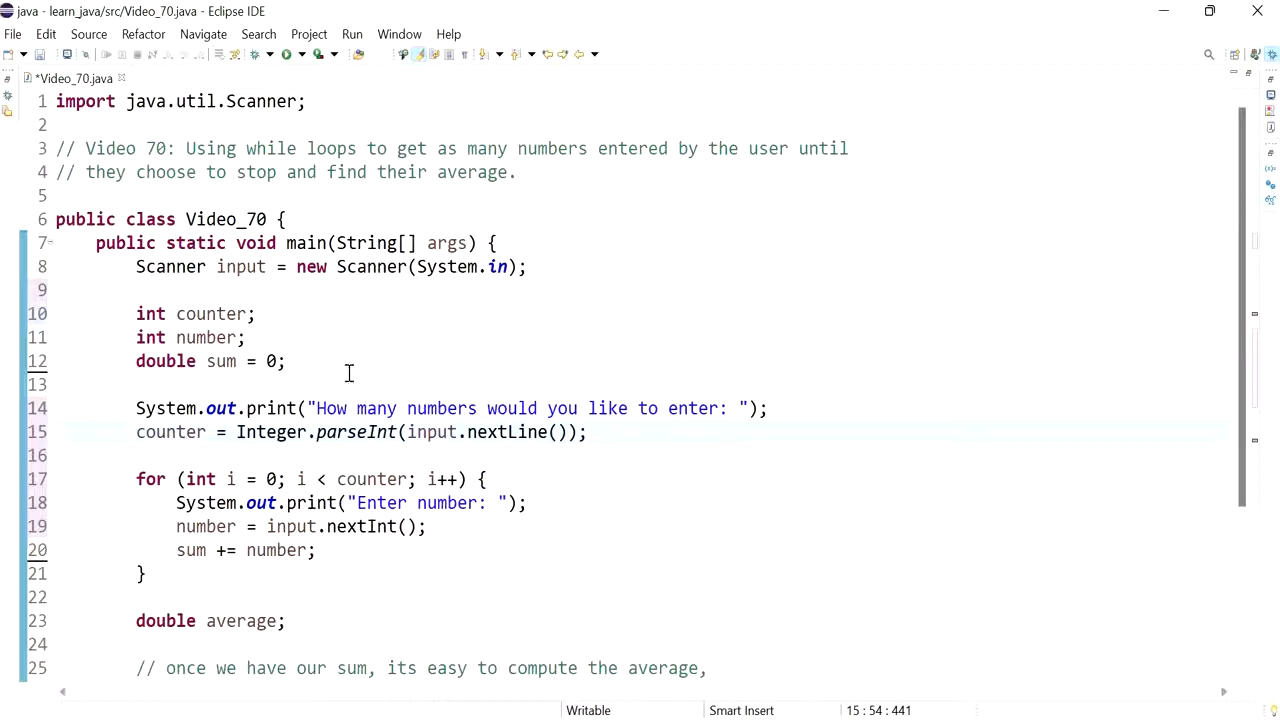 java - learn_java/src/Video_70.java - Eclipse IDE
File Edit Source Refactor Navigate Search Project Run Window Help
*Video_70.java
1 import java.util.Scanner;
2
3 // Video 70: Using while loops to get as many numbers entered by the user until
4 // they choose to stop and find their average.
5
6 public class Video_70 {
7 public static void main(String[] args) {
8 Scanner input = new Scanner(System.in);
9
10 int counter;
11 int number;
12 double sum = 0;
13
14 System.out.print("How many numbers would you like to enter: ");
15 counter = Integer.parseInt(input.nextLine());
16
17 for (int i = 0; i < counter; i++) {
18 System.out.print("Enter number: ");
19 number = input.nextInt();
20 sum += number;
21 }
22
23 double average;
24
25 // once we have our sum, its easy to compute the average,
Writable Smart Insert 15 : 54 : 441